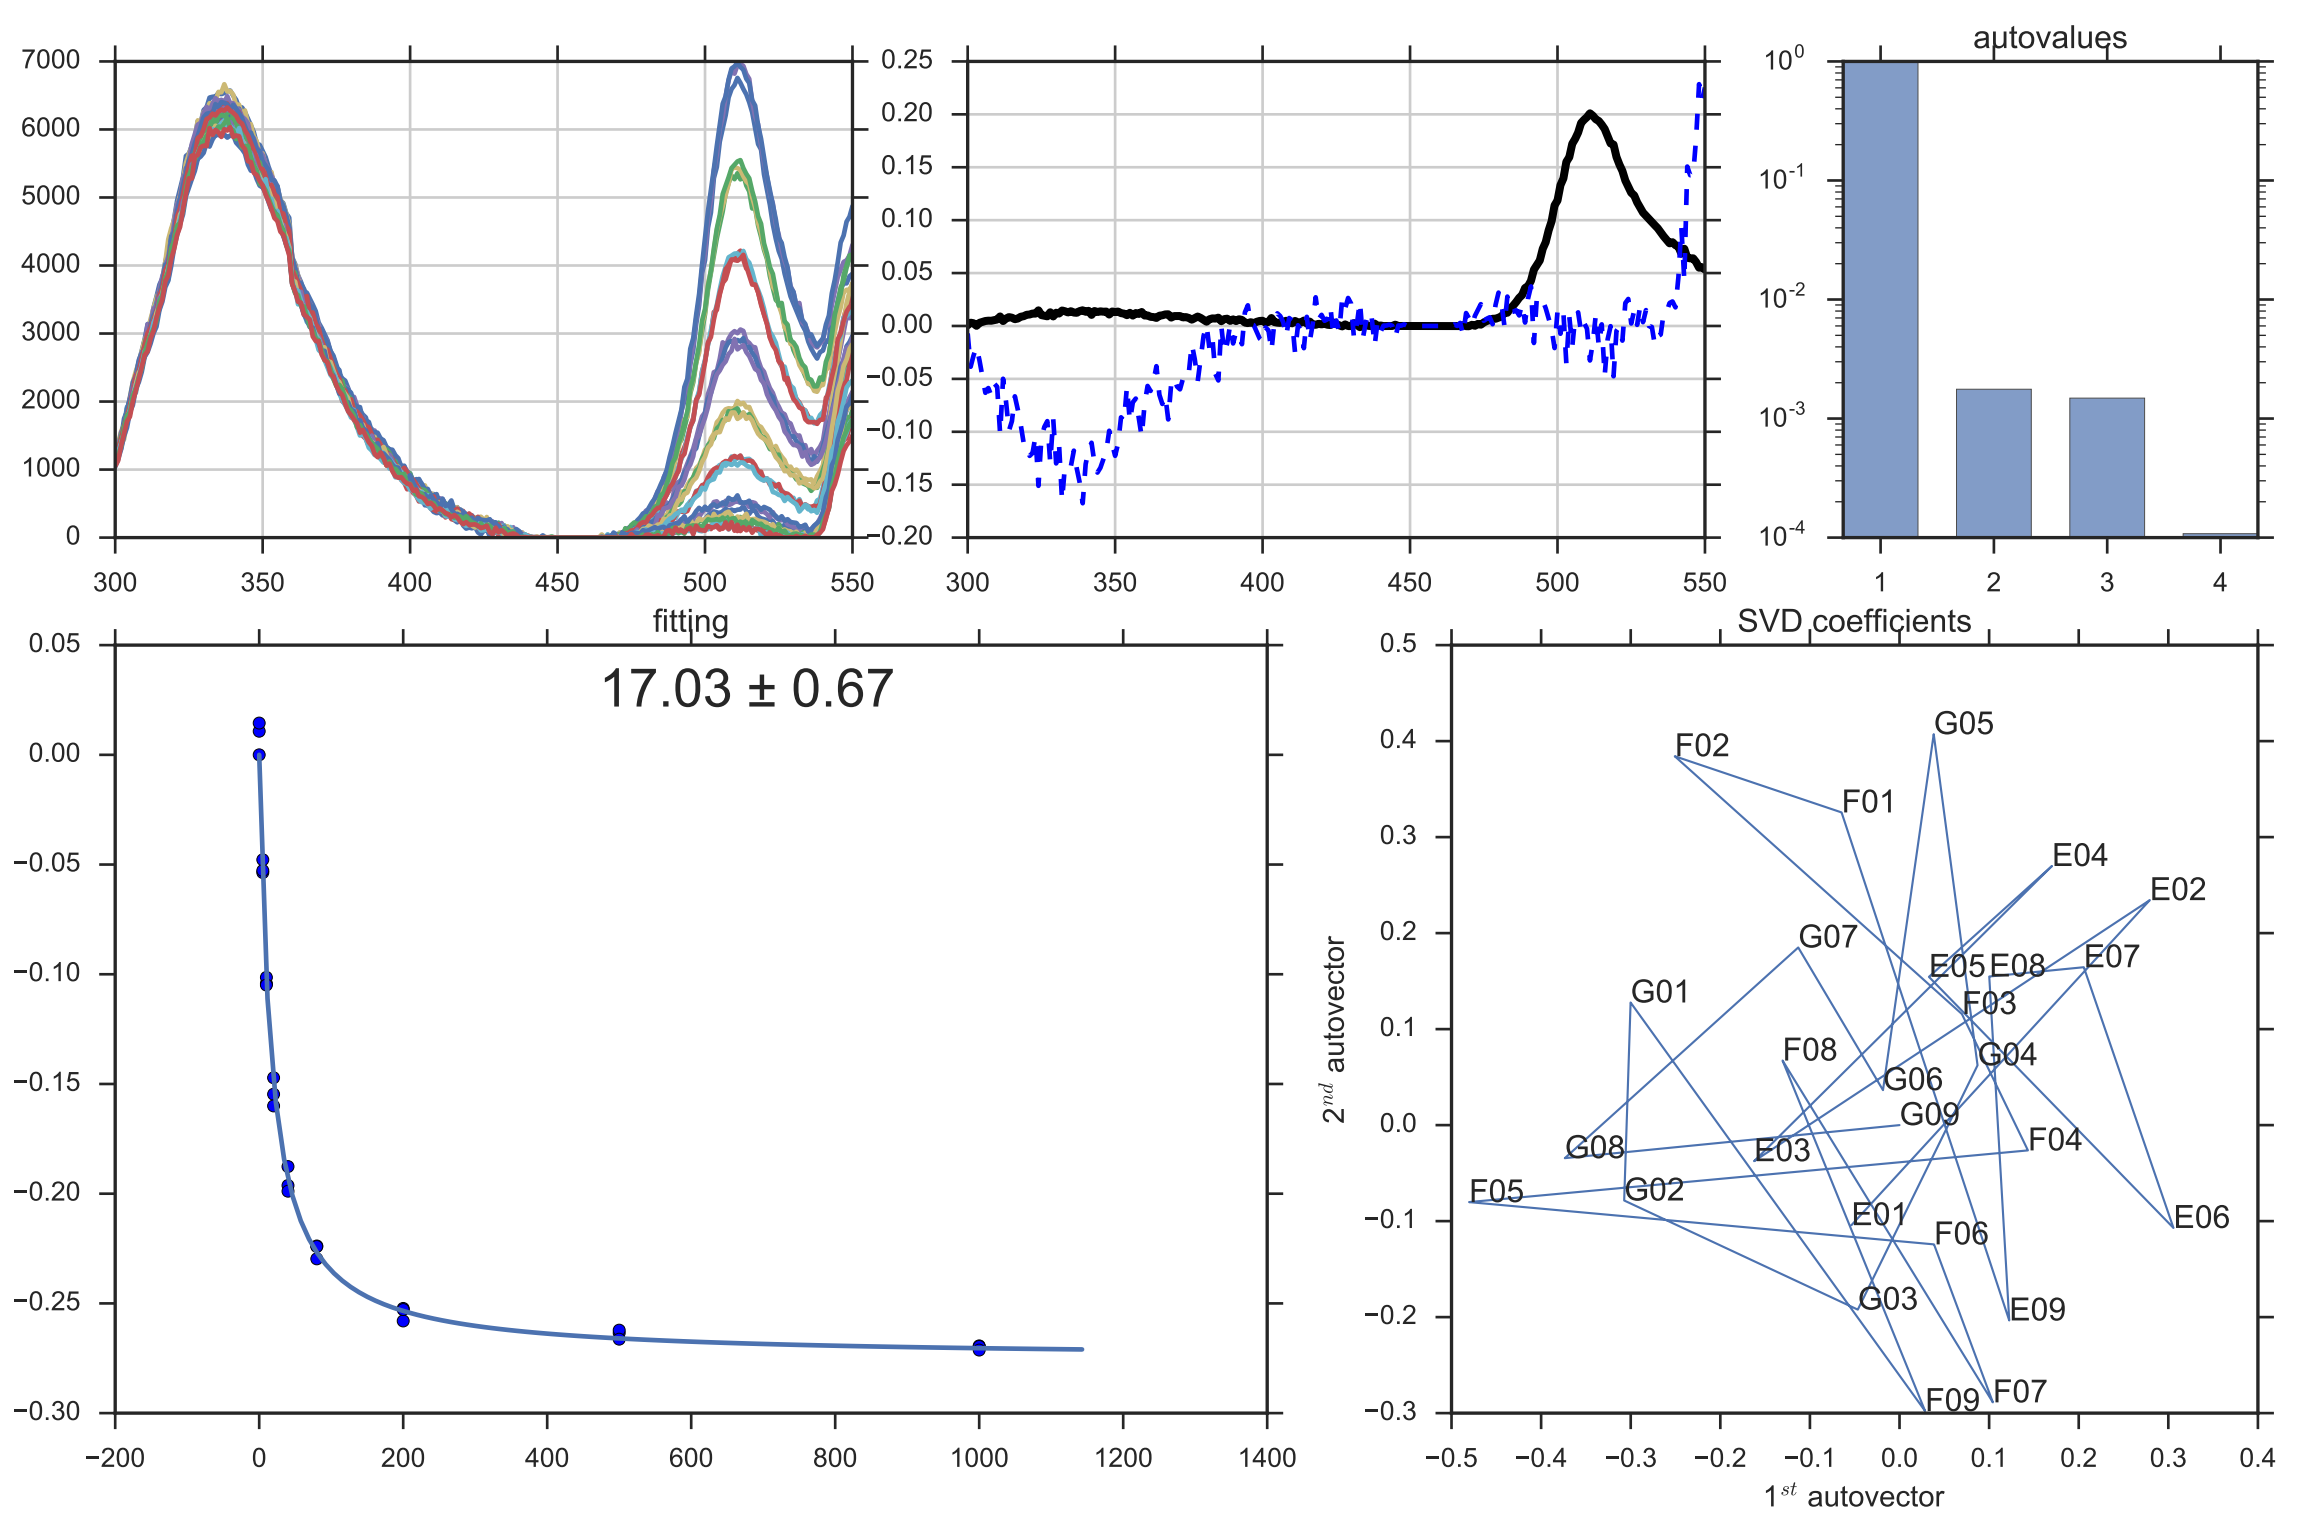 autovalues
7000
6000
5000
4000
3000
2000
1000
0
300 350 400 450 500 550
0.25
0.20
0.15
0.10
0.05
0.00
−0.05
−0.10
−0.15
−0.20
300 350 400 450 500 550
10^0
10^-1
10^-2
10^-3
10^-4
1 2 3 4
fitting
17.03 ± 0.67
0.05
0.00
−0.05
−0.10
−0.15
−0.20
−0.25
−0.30
−200 0 200 400 600 800 1000 1200 1400
SVD coefficients
2nd autovector
0.5
0.4
0.3
0.2
0.1
0.0
−0.1
−0.2
−0.3
G05
F02
F01
E04
E02
G07
E05 E08 E07
G01
F03
F08
G04
G06
G09
G08 E03 F04
F05 G02
E01 E06
F06
G03
E09
F09 F07
−0.5 −0.4 −0.3 −0.2 −0.1 0.0 0.1 0.2 0.3 0.4
1st autovector